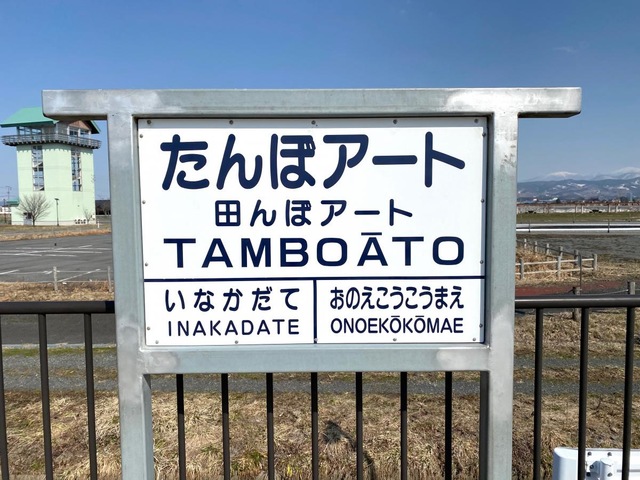 たんぼアート
田んぼアート
TAMBOĀTO
いなかだて
INAKADATE
おのえこうこうまえ
ONOEKŌKŌMAE